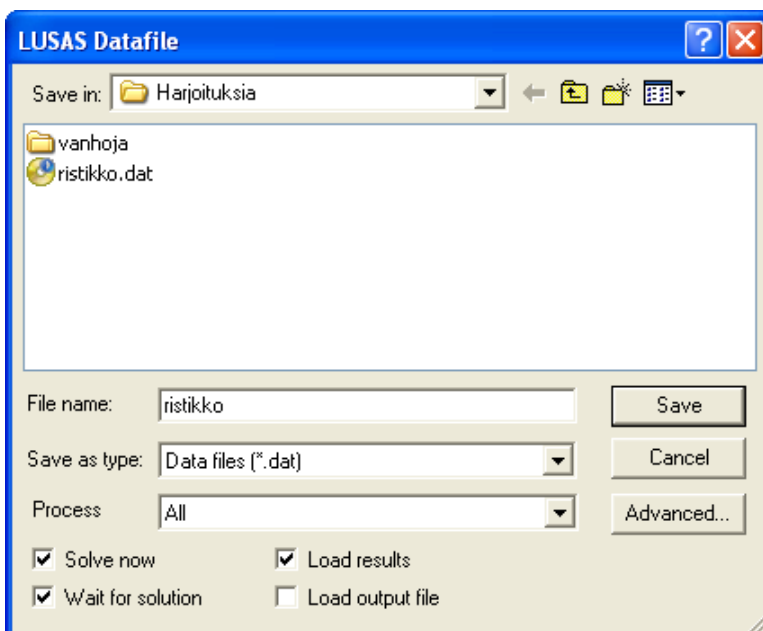 LUSAS Datafile
Save in: Harjoituksia
vanhoja
ristikko.dat
File name: ristikko Save
Save as type: Data files (*.dat) Cancel
Process All Advanced...
Solve now Load results
Wait for solution Load output file